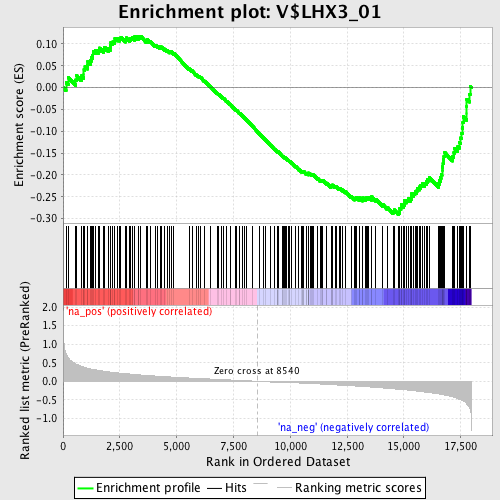 Enrichment plot: V$LHX3_01
Enrichment score (ES)
0.10
0.05
0.00
-0.05
-0.10
-0.15
-0.20
-0.25
-0.30
'na_pos' (positively correlated)
Ranked list metric (PreRanked)
2.0
1.5
1.0
0.5
0.0
-0.5
-1.0
Zero cross at 8540
'na_neg' (negatively correlated)
0
2,500
5,000
7,500
10,000
12,500
15,000
17,500
Rank in Ordered Dataset
Enrichment profile
Hits
Ranking metric scores